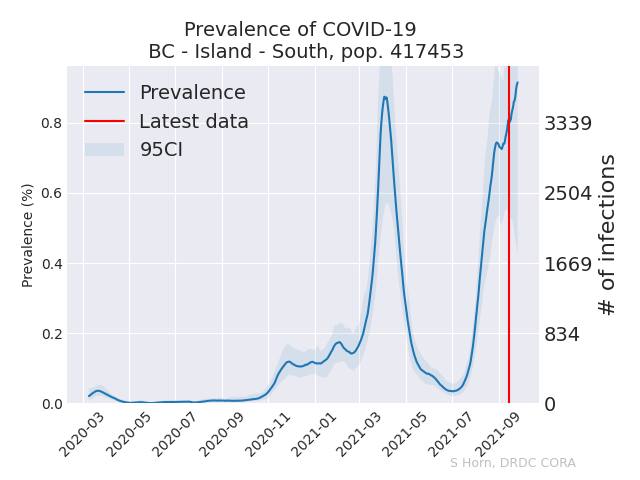 Prevalence of COVID-19
BC - Island - South, pop. 417453
Prevalence
Latest data
95CI
Prevalence (%)
0.8
0.6
0.4
0.2
0.0
3339
2504
1669
834
0
# of infections
2020-03
2020-05
2020-07
2020-09
2020-11
2021-01
2021-03
2021-05
2021-07
2021-09
S Horn, DRDC CORA